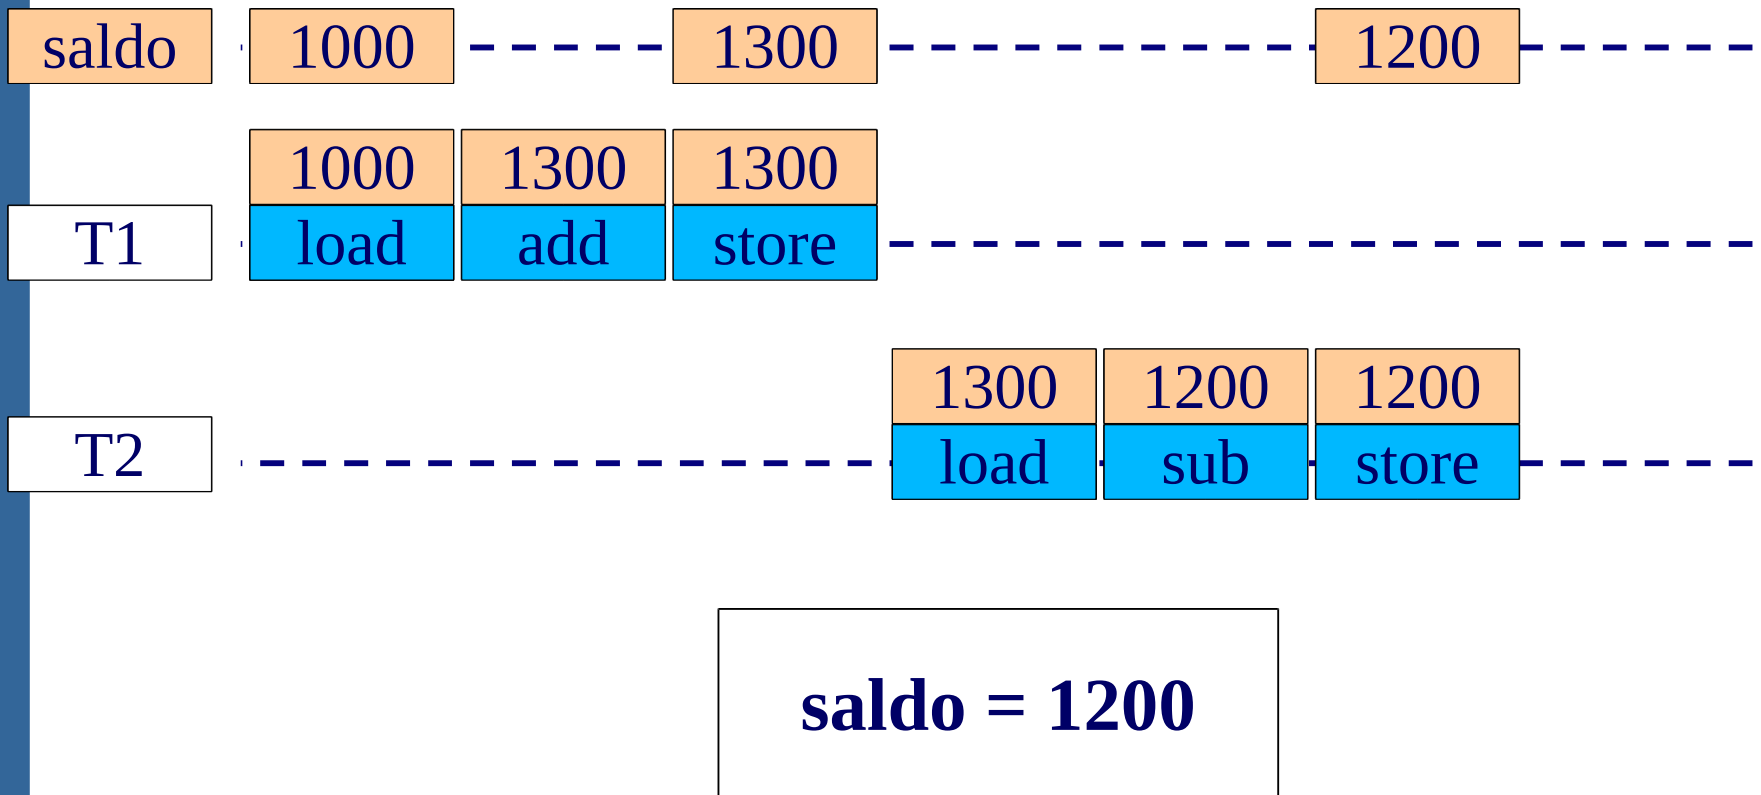 saldo 1000 1300 1200
1000 1300 1300
T1 load add store
1300 1200 1200
T2 load sub store
saldo = 1200